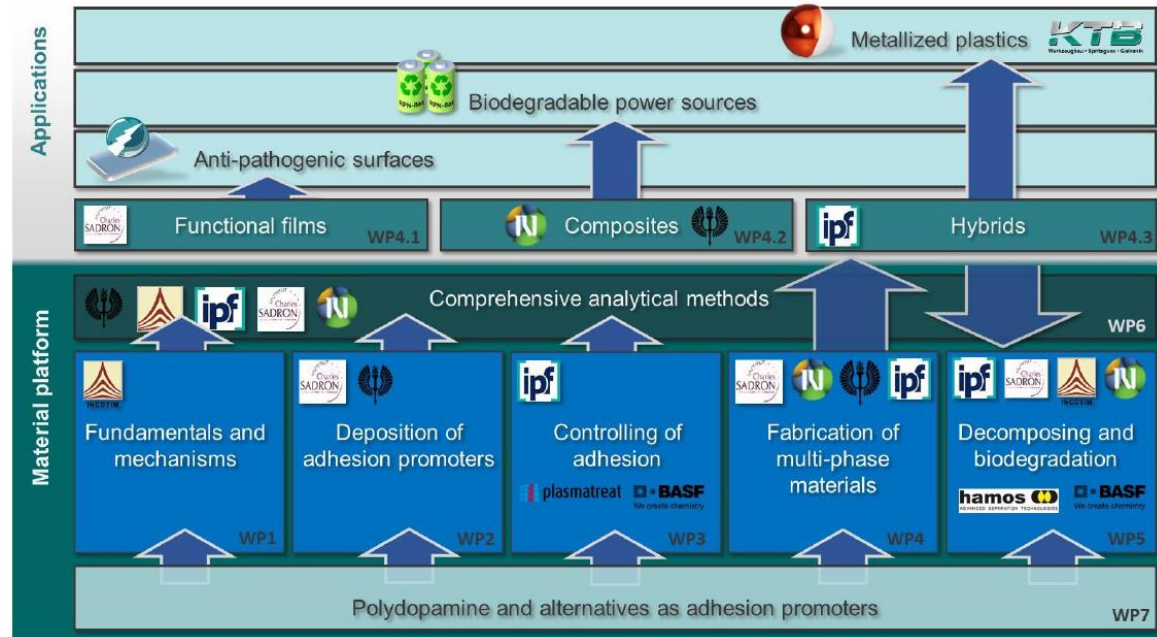 Applications
Metallized plastics
KTB
Werkzeugbau • Spritzguss • Galvanik
Biodegradable power sources
Anti-pathogenic surfaces
Charles
SADRON
Functional films
WP4.1
Composites
WP4.2
ipf
Hybrids
WP4.3
Material platform
ipf
Charles
SADRON
Comprehensive analytical methods
WP6
INCDTIM
Fundamentals and
mechanisms
WP1
Charles
SADRON
Deposition of
adhesion promoters
WP2
ipf
Controlling of
adhesion
plasmatreat
BASF
We create chemistry
WP3
Charles
SADRON
ipf
Fabrication of
multi-phase
materials
WP4
ipf
Charles
SADRON
INCDTIM
Decomposing and
biodegradation
hamos
ADVANCED SEPARATION TECHNOLOGIES
BASF
We create chemistry
WP5
Polydopamine and alternatives as adhesion promoters
WP7